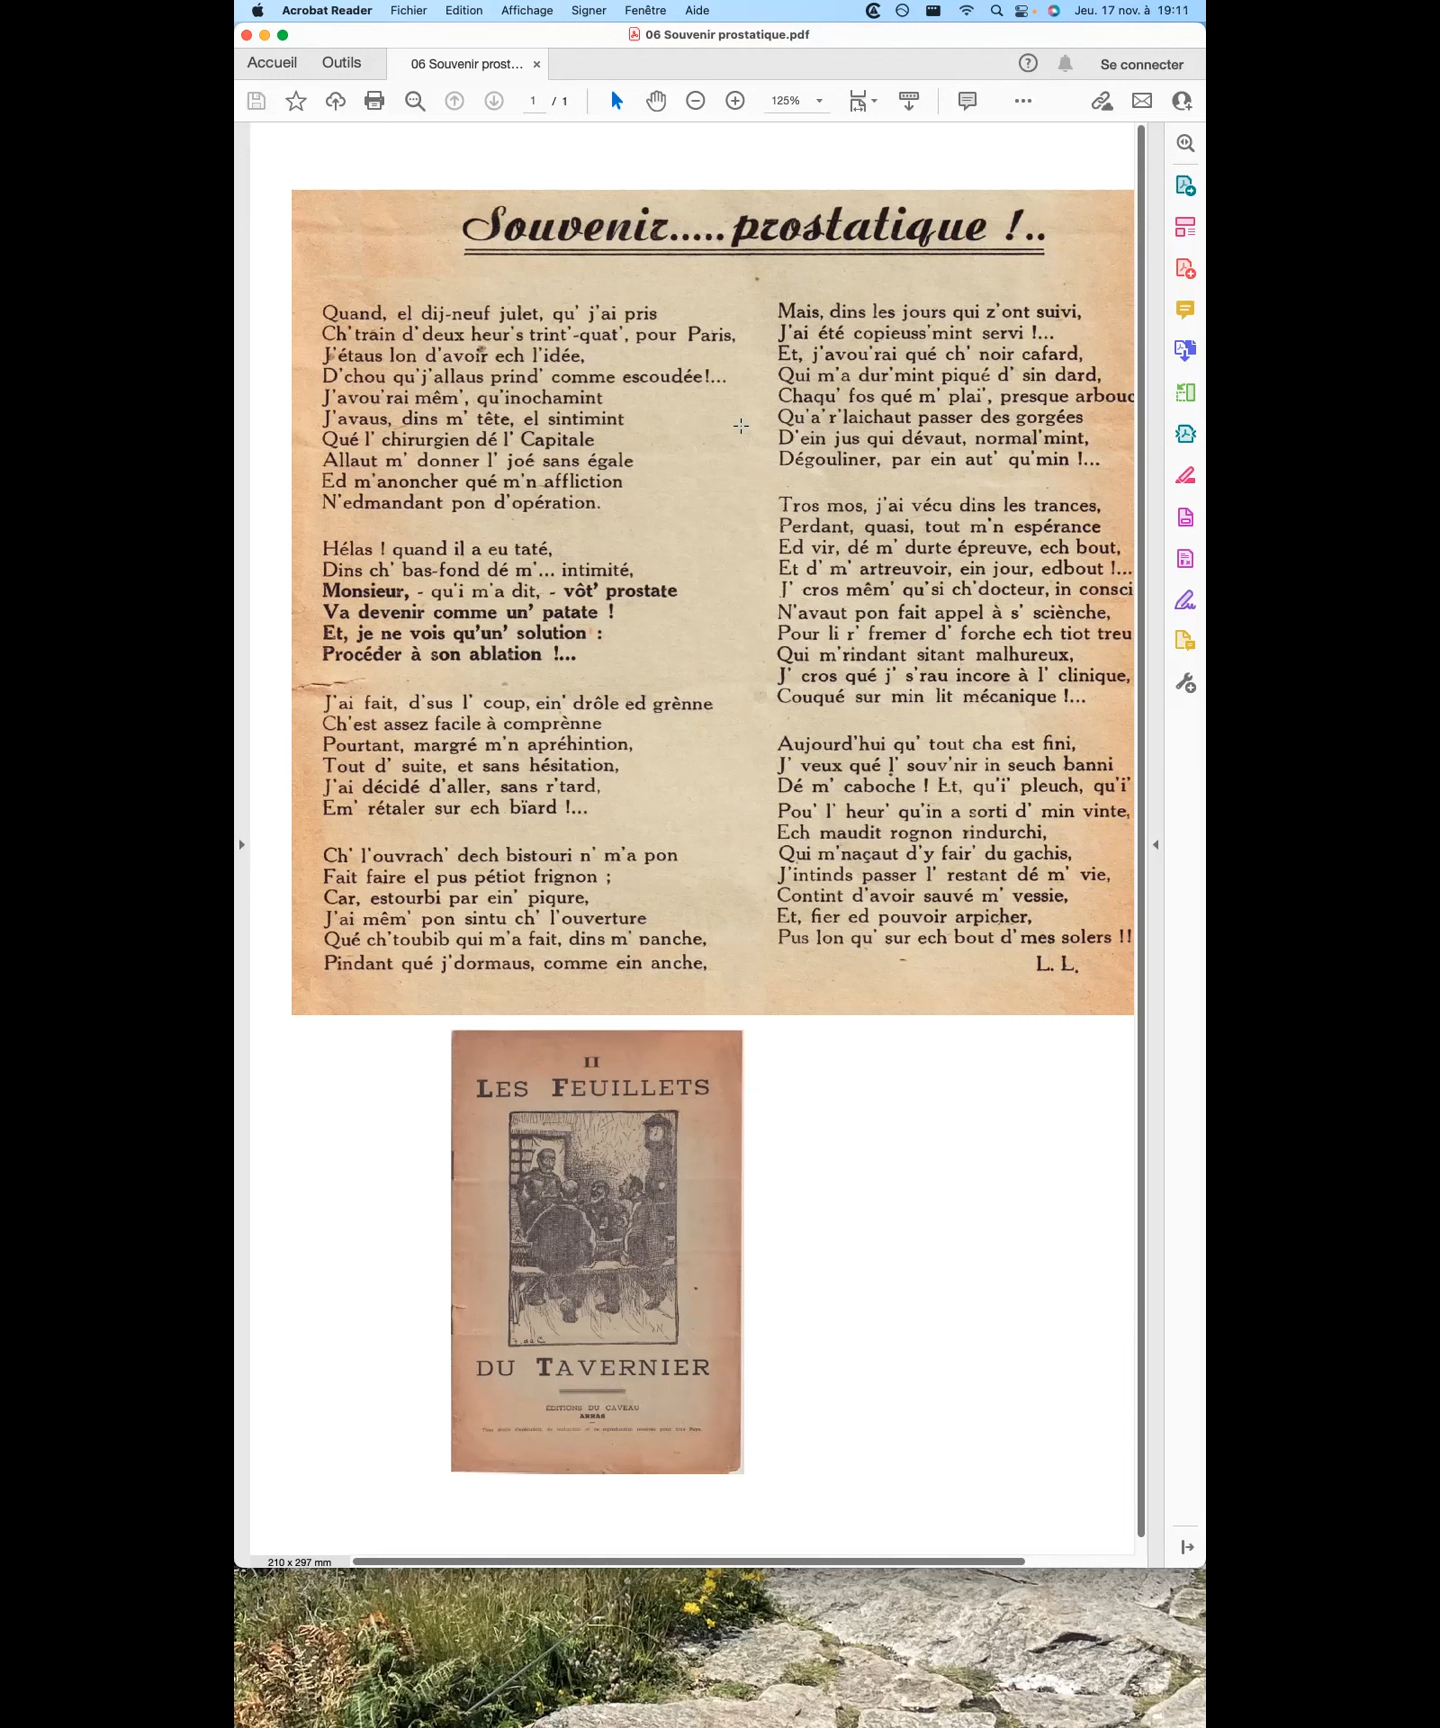 Acrobat Reader Fichier Edition Affichage Signer Fenêtre Aide Jeu. 17 nov. à 19:11
06 Souvenir prostatique.pdf
Accueil Outils 06 Souvenir prost... × Se connecter
1 / 1 125%
Souvenir.....prostatique !..
Quand, el dij-neuf julet, qu' j'ai pris
Ch'train d'deux heur's trint'-quat', pour Paris,
J'étaus lon d'avoir ech l'idée,
D'chou qu'j'allaus prind' comme escoudée!...
J'avou'rai mêm', qu'inochamint
J'avaus, dins m' tête, el sintimint
Qué l' chirurgien dé l' Capitale
Allaut m' donner l' joé sans égale
Ed m'anoncher qué m'n affliction
N'edmandant pon d'opération.
Hélas ! quand il a eu taté,
Dins ch' bas-fond dé m'... intimité,
Monsieur, - qu'i m'a dit, - vôt' prostate
Va devenir comme un' patate !
Et, je ne vois qu'un' solution :
Procéder à son ablation !...
J'ai fait, d'sus l' coup, ein' drôle ed grènne
Ch'est assez facile à comprènne
Pourtant, margré m'n apréhintion,
Tout d' suite, et sans hésitation,
J'ai décidé d'aller, sans r'tard,
Em' rétaler sur ech bïard !...
Ch' l'ouvrach' dech bistouri n' m'a pon
Fait faire el pus pétiot frignon ;
Car, estourbi par ein' piqure,
J'ai mêm' pon sintu ch' l'ouverture
Qué ch'toubib qui m'a fait, dins m' panche,
Pindant qué j'dormaus, comme ein anche,
Mais, dins les jours qui z'ont suivi,
J'ai été copieuss'mint servi !...
Et, j'avou'rai qué ch' noir cafard,
Qui m'a dur'mint piqué d' sin dard,
Chaqu' fos qué m' plai', presque arbouc
Qu'a'r'laichaut passer des gorgées
D'ein jus qui dévaut, normal'mint,
Dégouliner, par ein aut' qu'min !...
Tros mos, j'ai vécu dins les trances,
Perdant, quasi, tout m'n espérance
Ed vir, dé m' durte épreuve, ech bout,
Et d' m' artreuvoir, ein jour, edbout !...
J' cros mêm' qu'si ch'docteur, in consci
N'avaut pon fait appel à s' sciènche,
Pour li r' fremer d' forche ech tiot treu
Qui m'rindant sitant malhureux,
J' cros qué j' s'rau incore à l' clinique,
Couqué sur min lit mécanique !...
Aujourd'hui qu' tout cha est fini,
J' veux qué l' souv'nir in seuch banni
Dé m' caboche ! Et, qu'i' pleuch, qu'i'
Pou' l' heur' qu'in a sorti d' min vinte,
Ech maudit rognon rindurchi,
Qui m'naçaut d'y fair' du gachis,
J'intinds passer l' restant dé m' vie,
Contint d'avoir sauvé m' vessie,
Et, fier ed pouvoir arpicher,
Pus lon qu' sur ech bout d'mes solers !!
L. L.
II
LES FEUILLETS
DU TAVERNIER
ÉDITIONS DU CAVEAU
ARRAS
210 x 297 mm